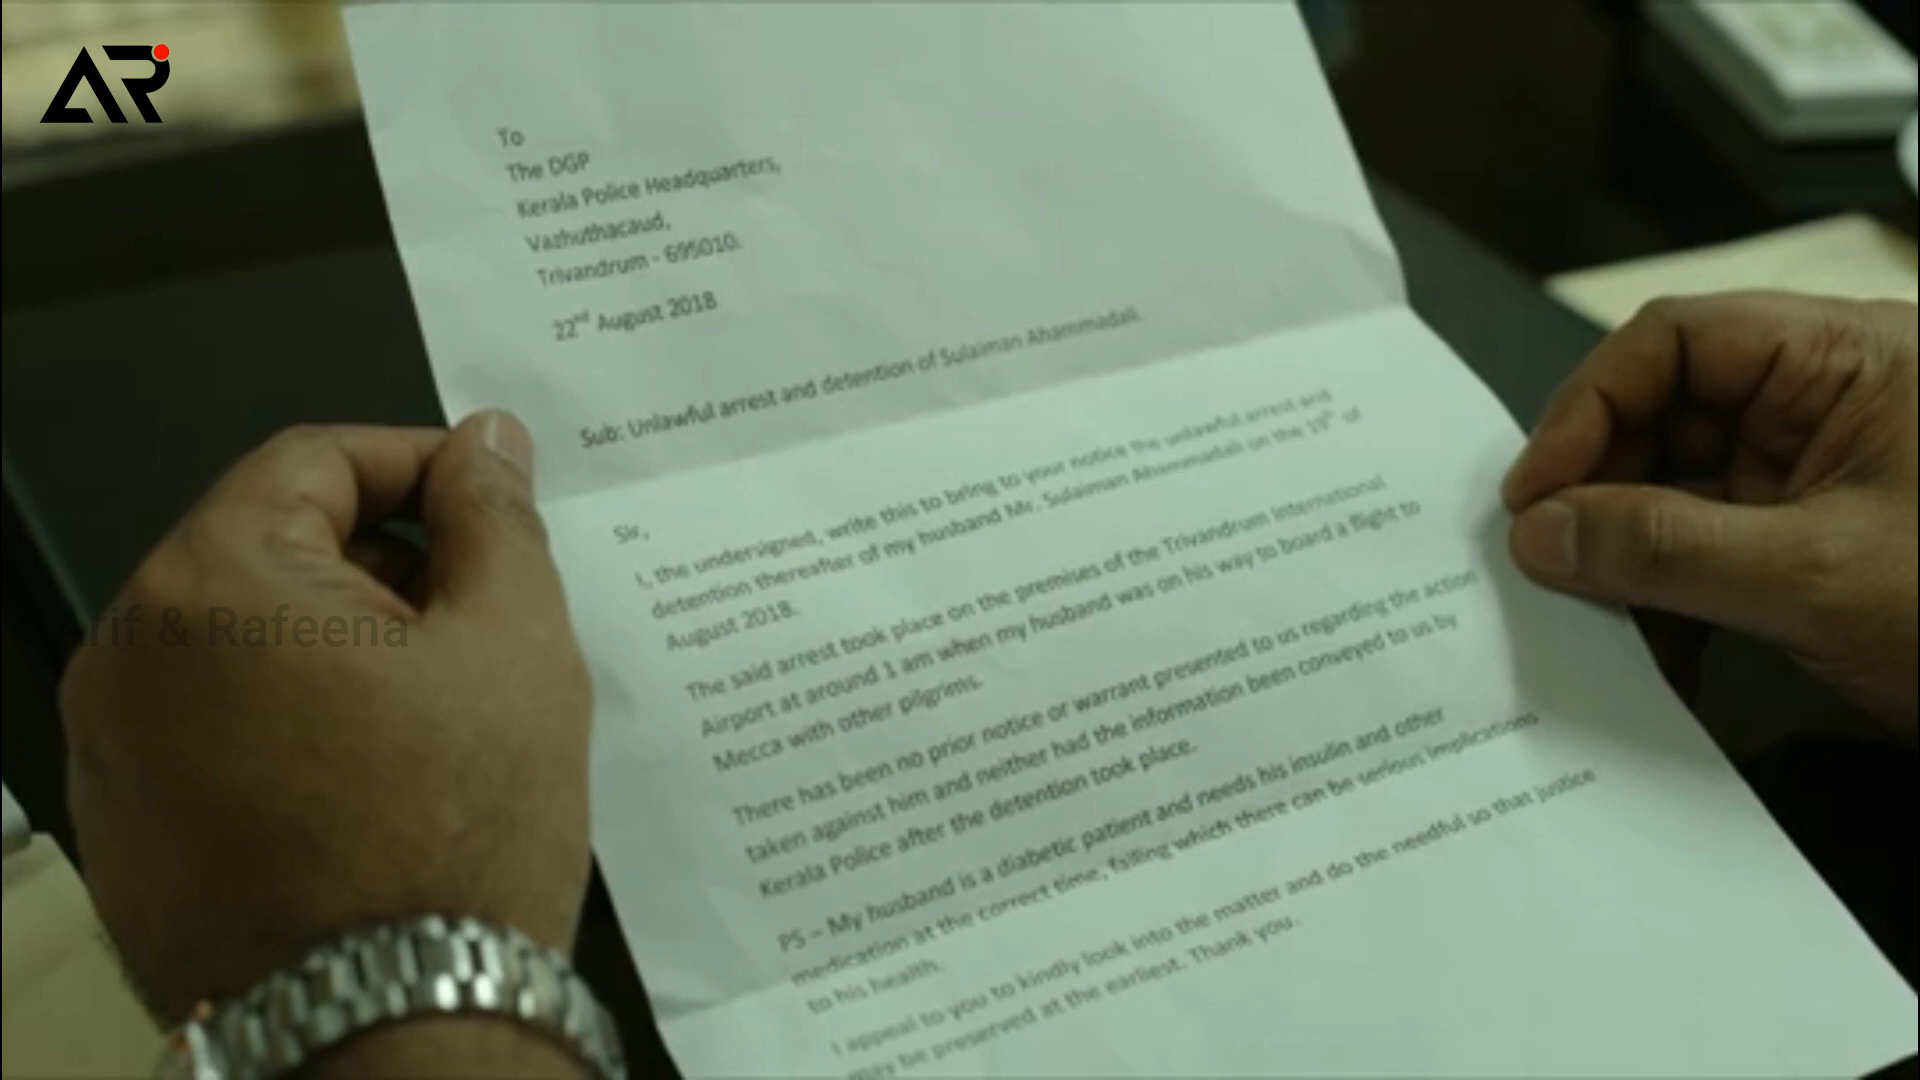 AR
To
The DGP
Kerala Police Headquarters,
Vazhuthacaud,
Trivandrum - 695010.
22nd August 2018
Sub: Unlawful arrest and detention of Sulaiman Ahammadali.
Sir,
I, the undersigned, write this to bring to your notice the unlawful arrest and
detention thereafter of my husband Mr. Sulaiman Ahammadali on the 19th of
August 2018.
The said arrest took place on the premises of the Trivandrum International
Airport at around 1 am when my husband was on his way to board a flight to
Mecca with other pilgrims.
There has been no prior notice or warrant presented to us regarding the action
taken against him and neither had the information been conveyed to us by
Kerala Police after the detention took place.
PS – My husband is a diabetic patient and needs his insulin and other
medication at the correct time, failing which there can be serious implications
to his health.
I appeal to you to kindly look into the matter and do the needful so that justice
may be preserved at the earliest. Thank you.
Arif & Rafeena